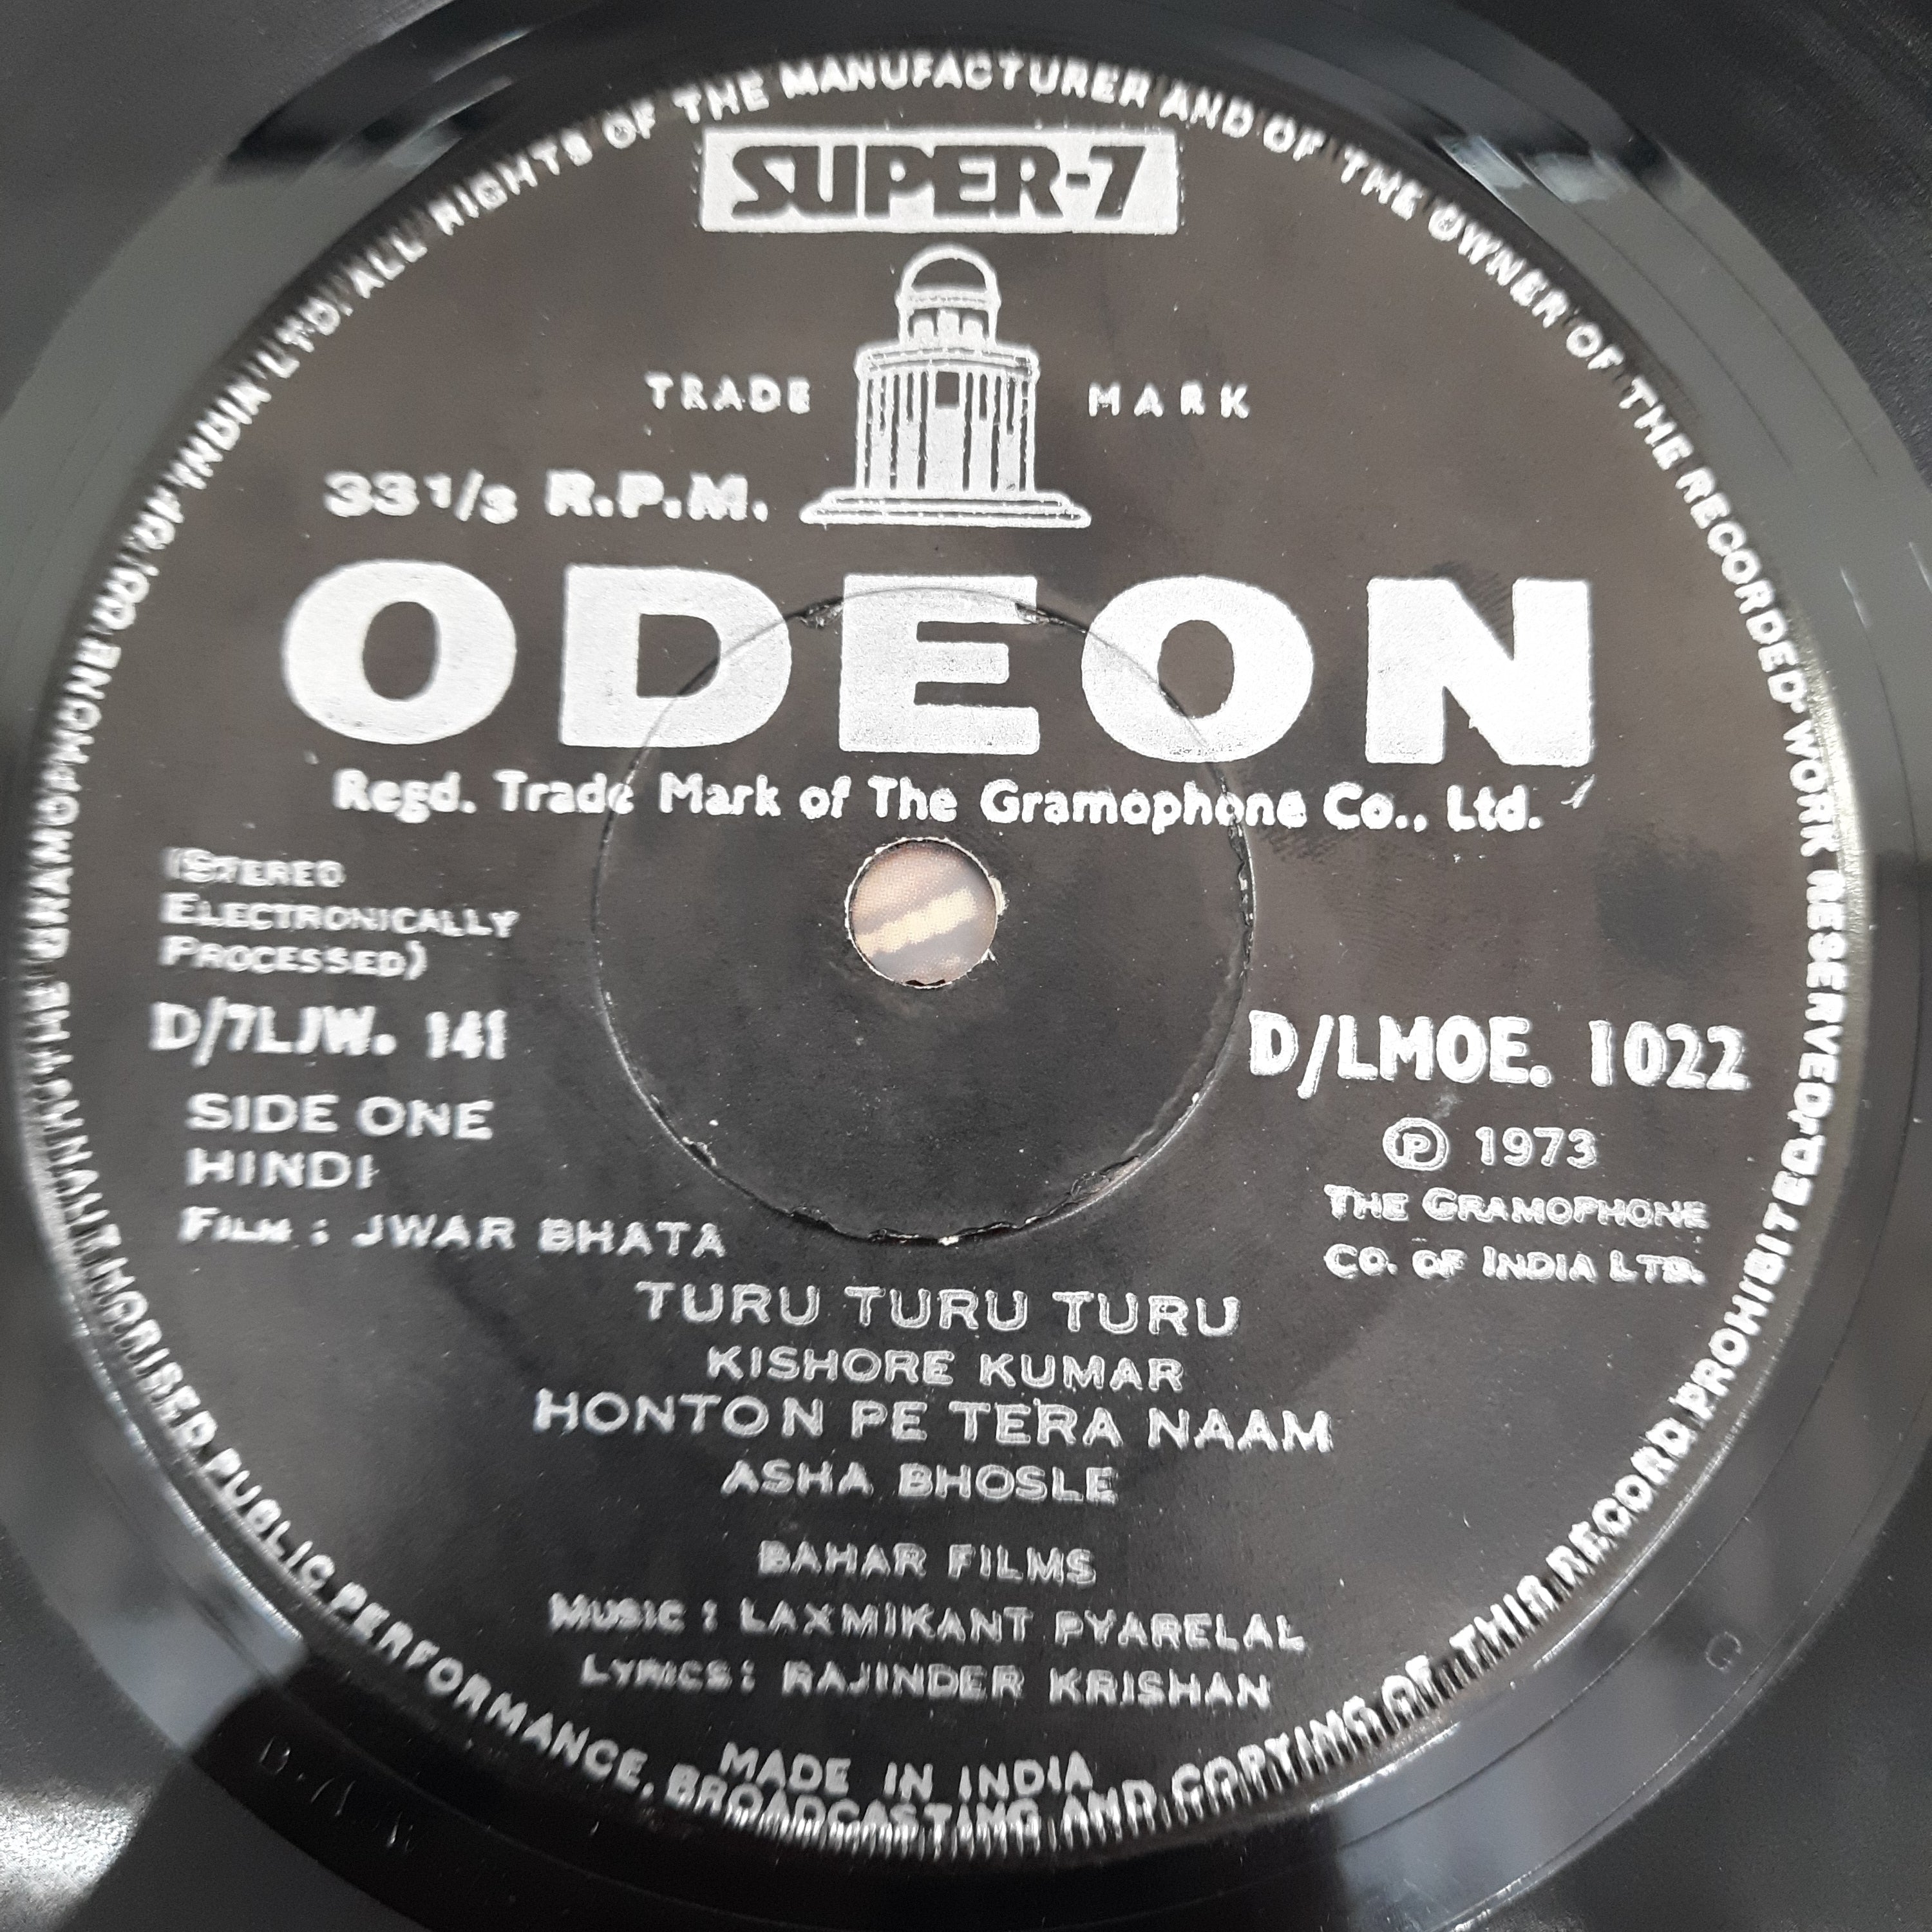 THE GRAMOPHONE CO. OF INDIA LTD. ALL RIGHTS OF THE MANUFACTURER AND OF THE OWNER OF THE RECORDED WORK RESERVED.
SUPER-7
TRADE MARK
33 1/3 R.P.M.
ODEON
Regd. Trade Mark of The Gramophone Co., Ltd.
(STEREO
ELECTRONICALLY
PROCESSED)
D/7LJW. 141
D/LMOE. 1022
SIDE ONE
Ⓟ 1973
HINDI
THE GRAMOPHONE
CO. OF INDIA LTD.
FILM : JWAR BHATA
TURU TURU TURU
KISHORE KUMAR
HONTON PE TERA NAAM
ASHA BHOSLE
BAHAR FILMS
MUSIC : LAXMIKANT PYARELAL
LYRICS : RAJINDER KRISHAN
MADE IN INDIA
UNAUTHORISED PUBLIC PERFORMANCE, BROADCASTING AND COPYING OF THIS RECORD PROHIBITED.